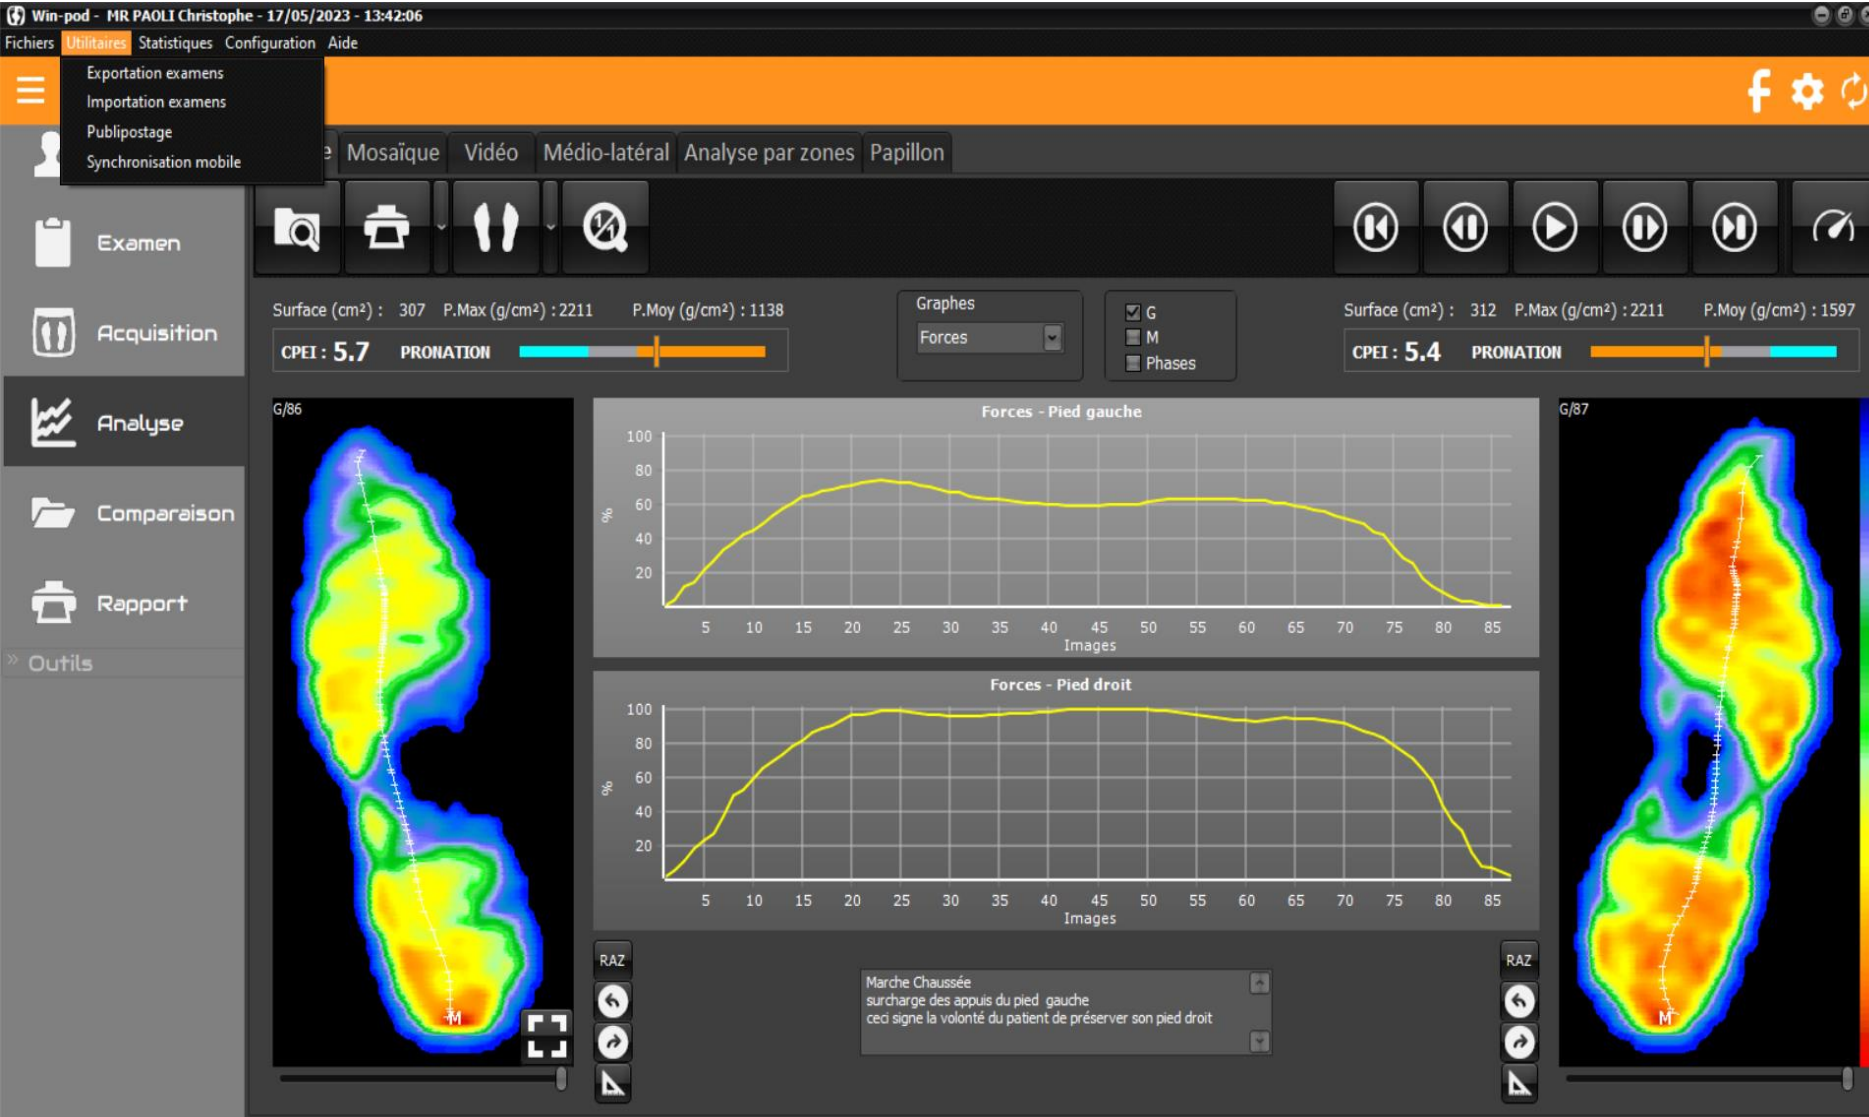 Win-pod - MR PAOLI Christophe - 17/05/2023 - 13:42:06
Fichiers Utilitaires Statistiques Configuration Aide
Exportation examens
Importation examens
Publipostage
Synchronisation mobile
Mosaïque Vidéo Médio-latéral Analyse par zones Papillon
Examen
Acquisition
Analyse
Comparaison
Rapport
» Outils
Surface (cm²) : 307 P.Max (g/cm²) : 2211 P.Moy (g/cm²) : 1138
CPEI : 5.7 PRONATION
Graphes
Forces
G
M
Phases
Surface (cm²) : 312 P.Max (g/cm²) : 2211 P.Moy (g/cm²) : 1597
CPEI : 5.4 PRONATION
G/86
Forces - Pied gauche
100
80
60
40
20
%
5 10 15 20 25 30 35 40 45 50 55 60 65 70 75 80 85
Images
Forces - Pied droit
100
80
60
40
20
%
5 10 15 20 25 30 35 40 45 50 55 60 65 70 75 80 85
Images
G/87
M
M
RAZ
RAZ
Marche Chaussée
surcharge des appuis du pied gauche
ceci signe la volonté du patient de préserver son pied droit